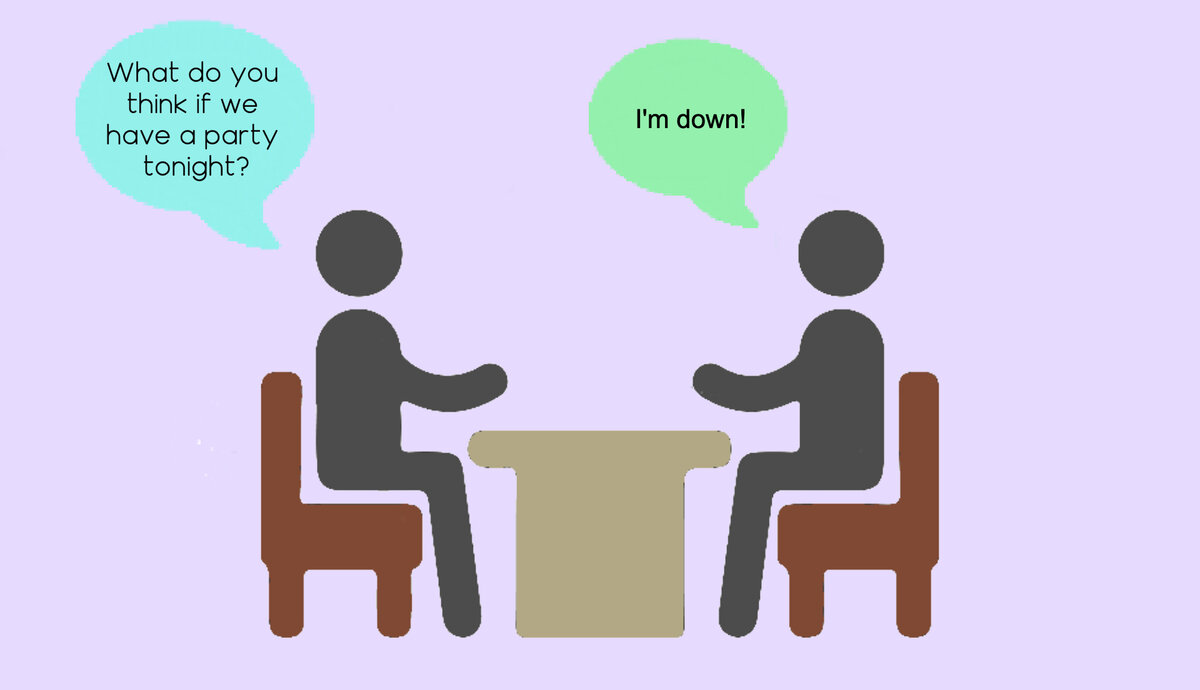 What do you
think if we
have a party
tonight?
I'm down!